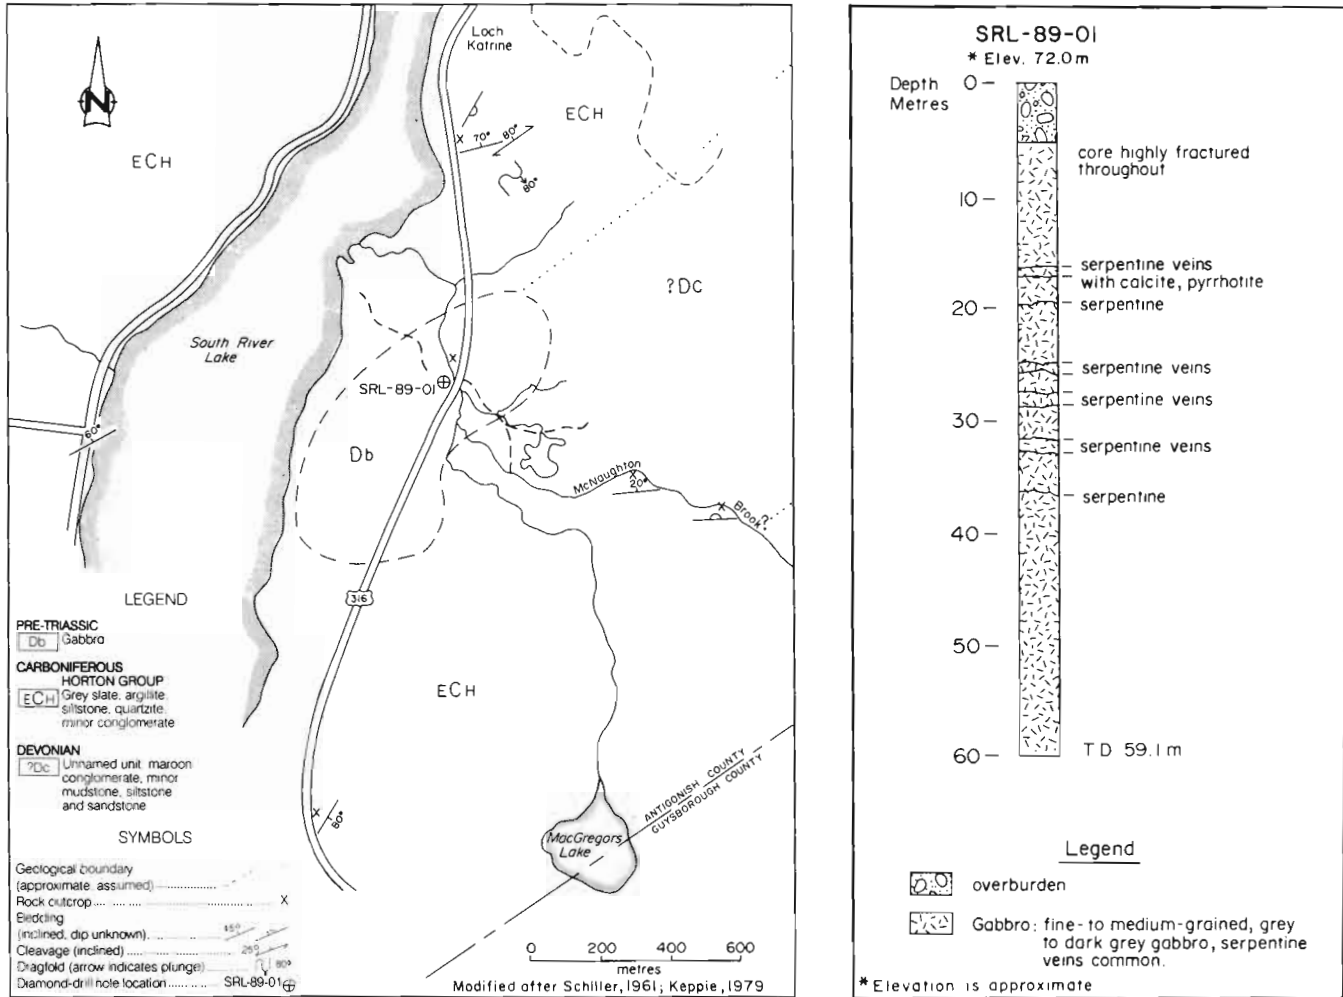 N
Loch
Katrine
ECH
ECH
70°
80°
80°
?DC
South River
Lake
SRL-89-01
60°
Db
McNaughton
20°
Brook?
316
LEGEND
PRE-TRIASSIC
Db Gabbro
CARBONIFEROUS
HORTON GROUP
ECH Grey slate, argillite
siltstone, quartzite,
minor conglomerate
DEVONIAN
?Dc Unnamed unit maroon
conglomerate, minor
mudstone, siltstone
and sandstone
ECH
ANTIGONISH COUNTY
GUYSBOROUGH COUNTY
80°
MacGregors
Lake
SYMBOLS
Geological boundary
(approximate, assumed)
Rock outcrop X
Bedding
(inclined, dip unknown) 45°
Cleavage (inclined) 26°
Dragfold (arrow indicates plunge) 80°
Diamond-drill hole location SRL-89-01
0 200 400 600
metres
Modified after Schiller, 1961; Keppie, 1979
SRL-89-01
* Elev. 72.0m
Depth
Metres
0
core highly fractured
throughout
10
serpentine veins
with calcite, pyrrhotite
20
serpentine
serpentine veins
serpentine veins
30
serpentine veins
serpentine
40
50
60
TD 59.1m
Legend
overburden
Gabbro: fine- to medium-grained, grey
to dark grey gabbro, serpentine
veins common.
* Elevation is approximate